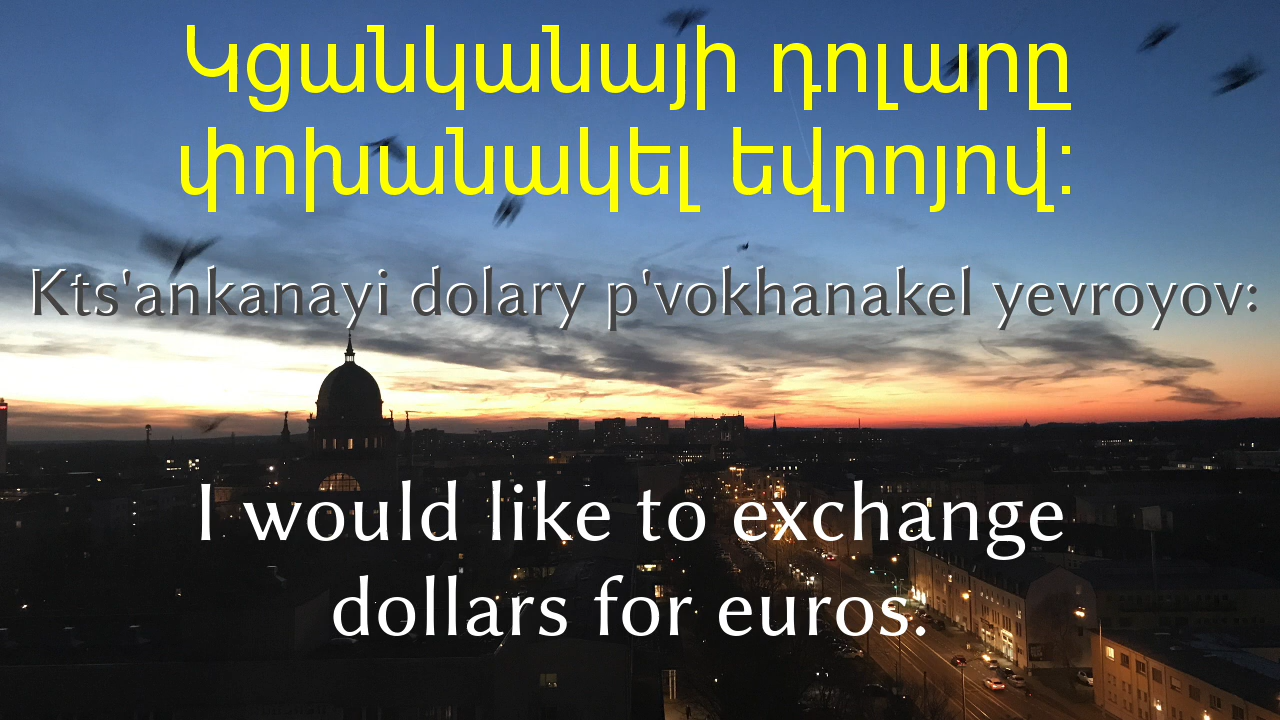 Կցանկանայի դոլարը
փոխանակել եվրոյով:
Kts'ankanayi dolary p'vokhanakel yevroyov:
I would like to exchange
dollars for euros.